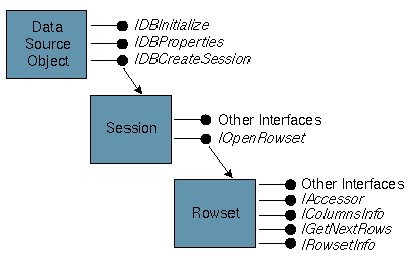 Data
Source
Object
IDBInitialize
IDBProperties
IDBCreateSession
Session
Other Interfaces
IOpenRowset
Rowset
Other Interfaces
IAccessor
IColumnsInfo
IGetNextRows
IRowsetInfo